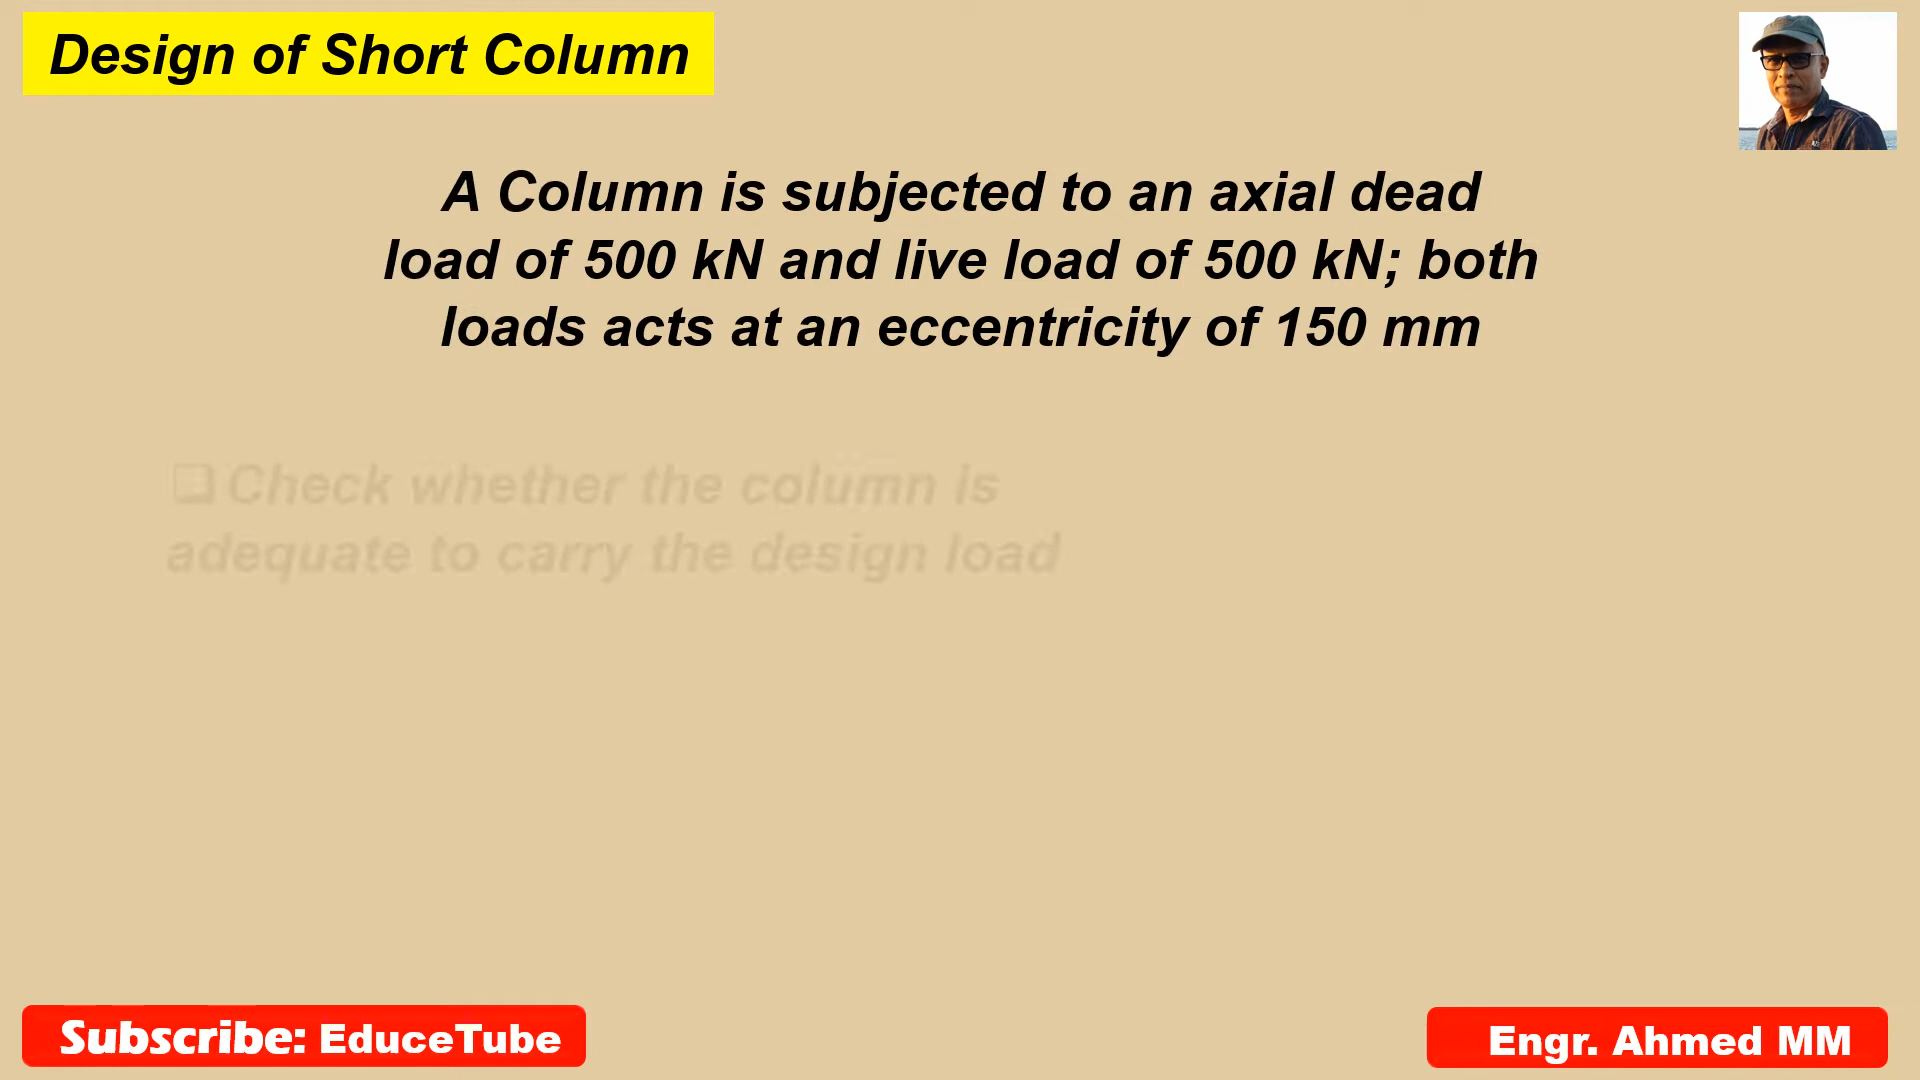 Design of Short Column
A Column is subjected to an axial dead
load of 500 kN and live load of 500 kN; both
loads acts at an eccentricity of 150 mm
❑ Check whether the column is
adequate to carry the design load
Subscribe: EduceTube
Engr. Ahmed MM